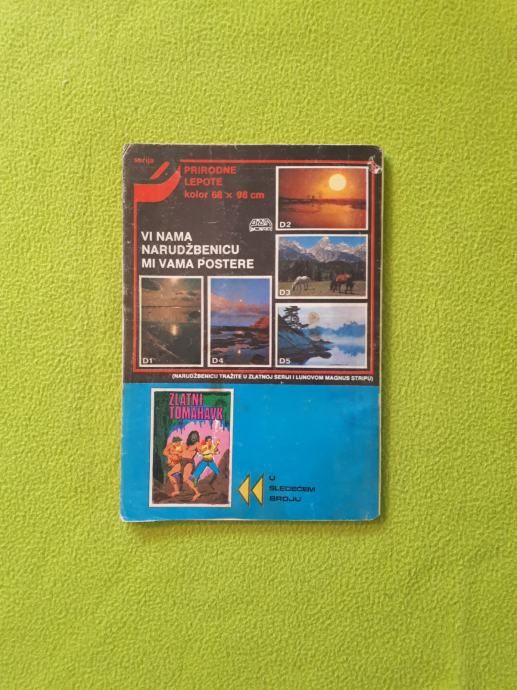 serija
PRIRODNE
LEPOTE
kolor 68 × 98 cm
VI NAMA
NARUDŽBENICU
MI VAMA POSTERE
D2
D3
D1
D4
D5
(NARUDŽBENICU TRAŽITE U ZLATNOJ SERIJI I LUNOVOM MAGNUS STRIPU)
ZLATNI
TOMAHAVK
U
SLEDEĆEM
BROJU